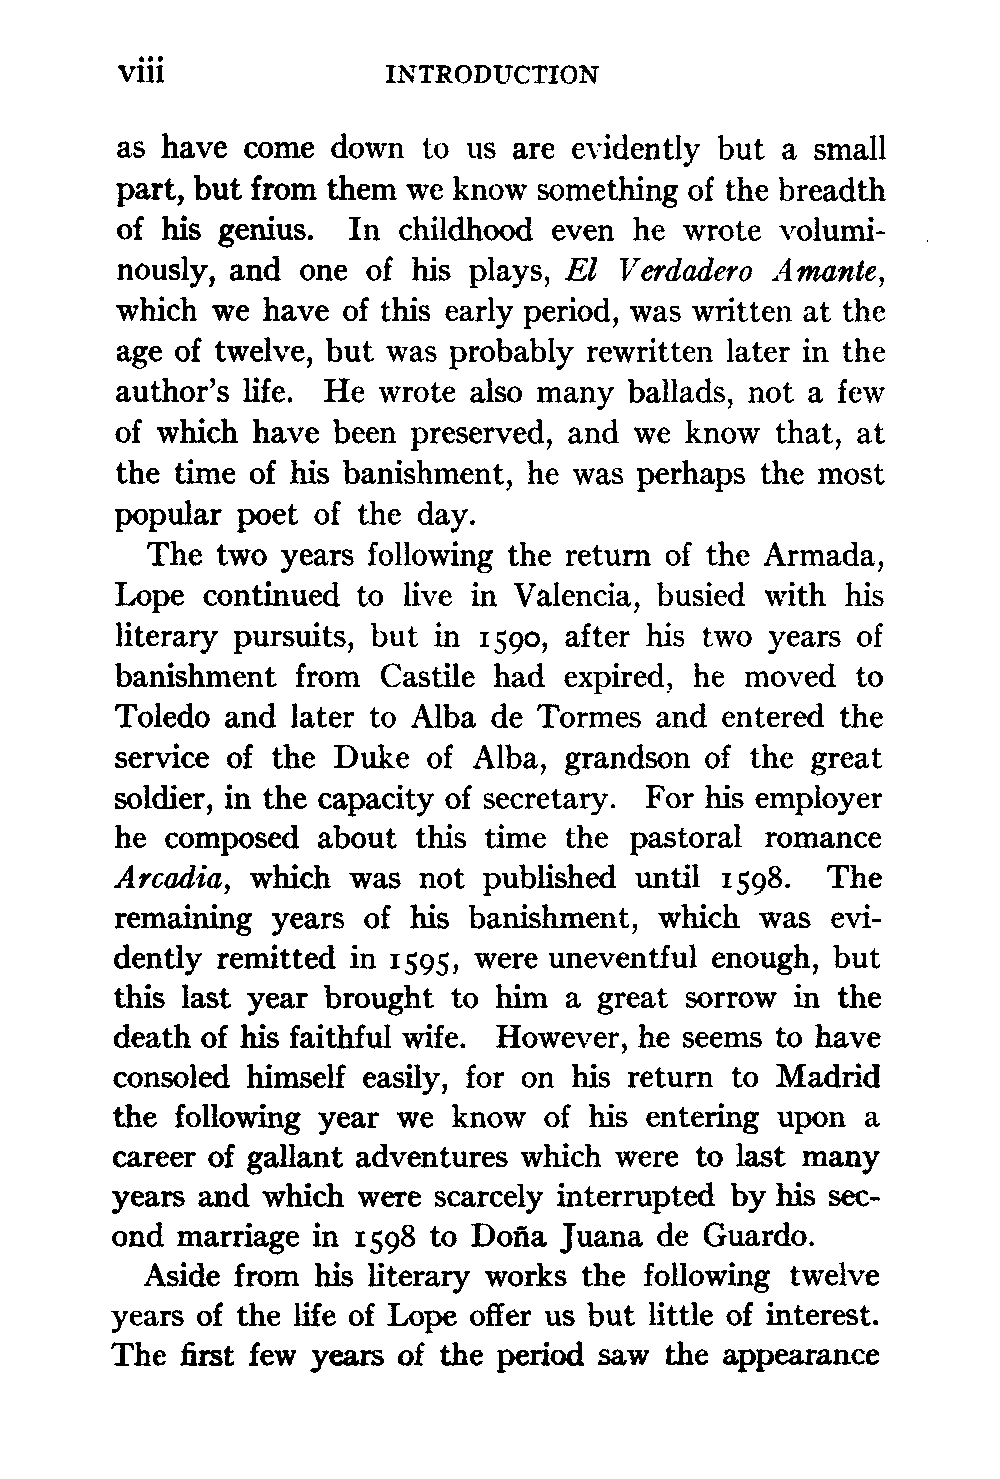 viii INTRODUCTION
as have come down to us are evidently but a small
part, but from them we know something of the breadth
of his genius. In childhood even he wrote volumi-
nously, and one of his plays, El Verdadero Amante,
which we have of this early period, was written at the
age of twelve, but was probably rewritten later in the
author's life. He wrote also many ballads, not a few
of which have been preserved, and we know that, at
the time of his banishment, he was perhaps the most
popular poet of the day.
The two years following the return of the Armada,
Lope continued to live in Valencia, busied with his
literary pursuits, but in 1590, after his two years of
banishment from Castile had expired, he moved to
Toledo and later to Alba de Tormes and entered the
service of the Duke of Alba, grandson of the great
soldier, in the capacity of secretary. For his employer
he composed about this time the pastoral romance
Arcadia, which was not published until 1598. The
remaining years of his banishment, which was evi-
dently remitted in 1595, were uneventful enough, but
this last year brought to him a great sorrow in the
death of his faithful wife. However, he seems to have
consoled himself easily, for on his return to Madrid
the following year we know of his entering upon a
career of gallant adventures which were to last many
years and which were scarcely interrupted by his sec-
ond marriage in 1598 to Doña Juana de Guardo.
Aside from his literary works the following twelve
years of the life of Lope offer us but little of interest.
The first few years of the period saw the appearance